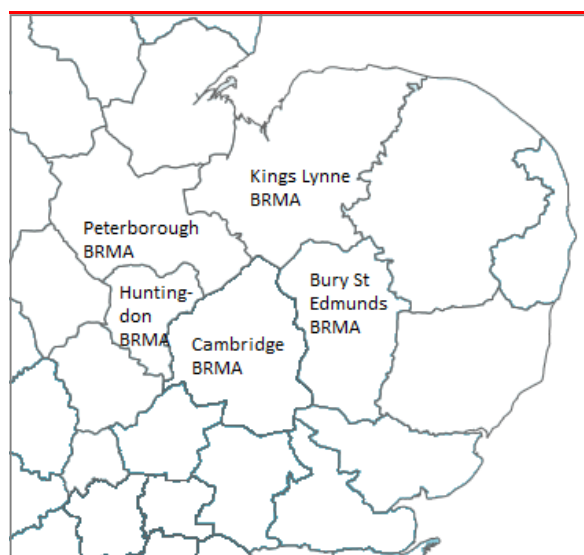 Kings Lynne
BRMA
Peterborough
BRMA
Bury St
Edmunds
BRMA
Hunting-
don
BRMA
Cambridge
BRMA